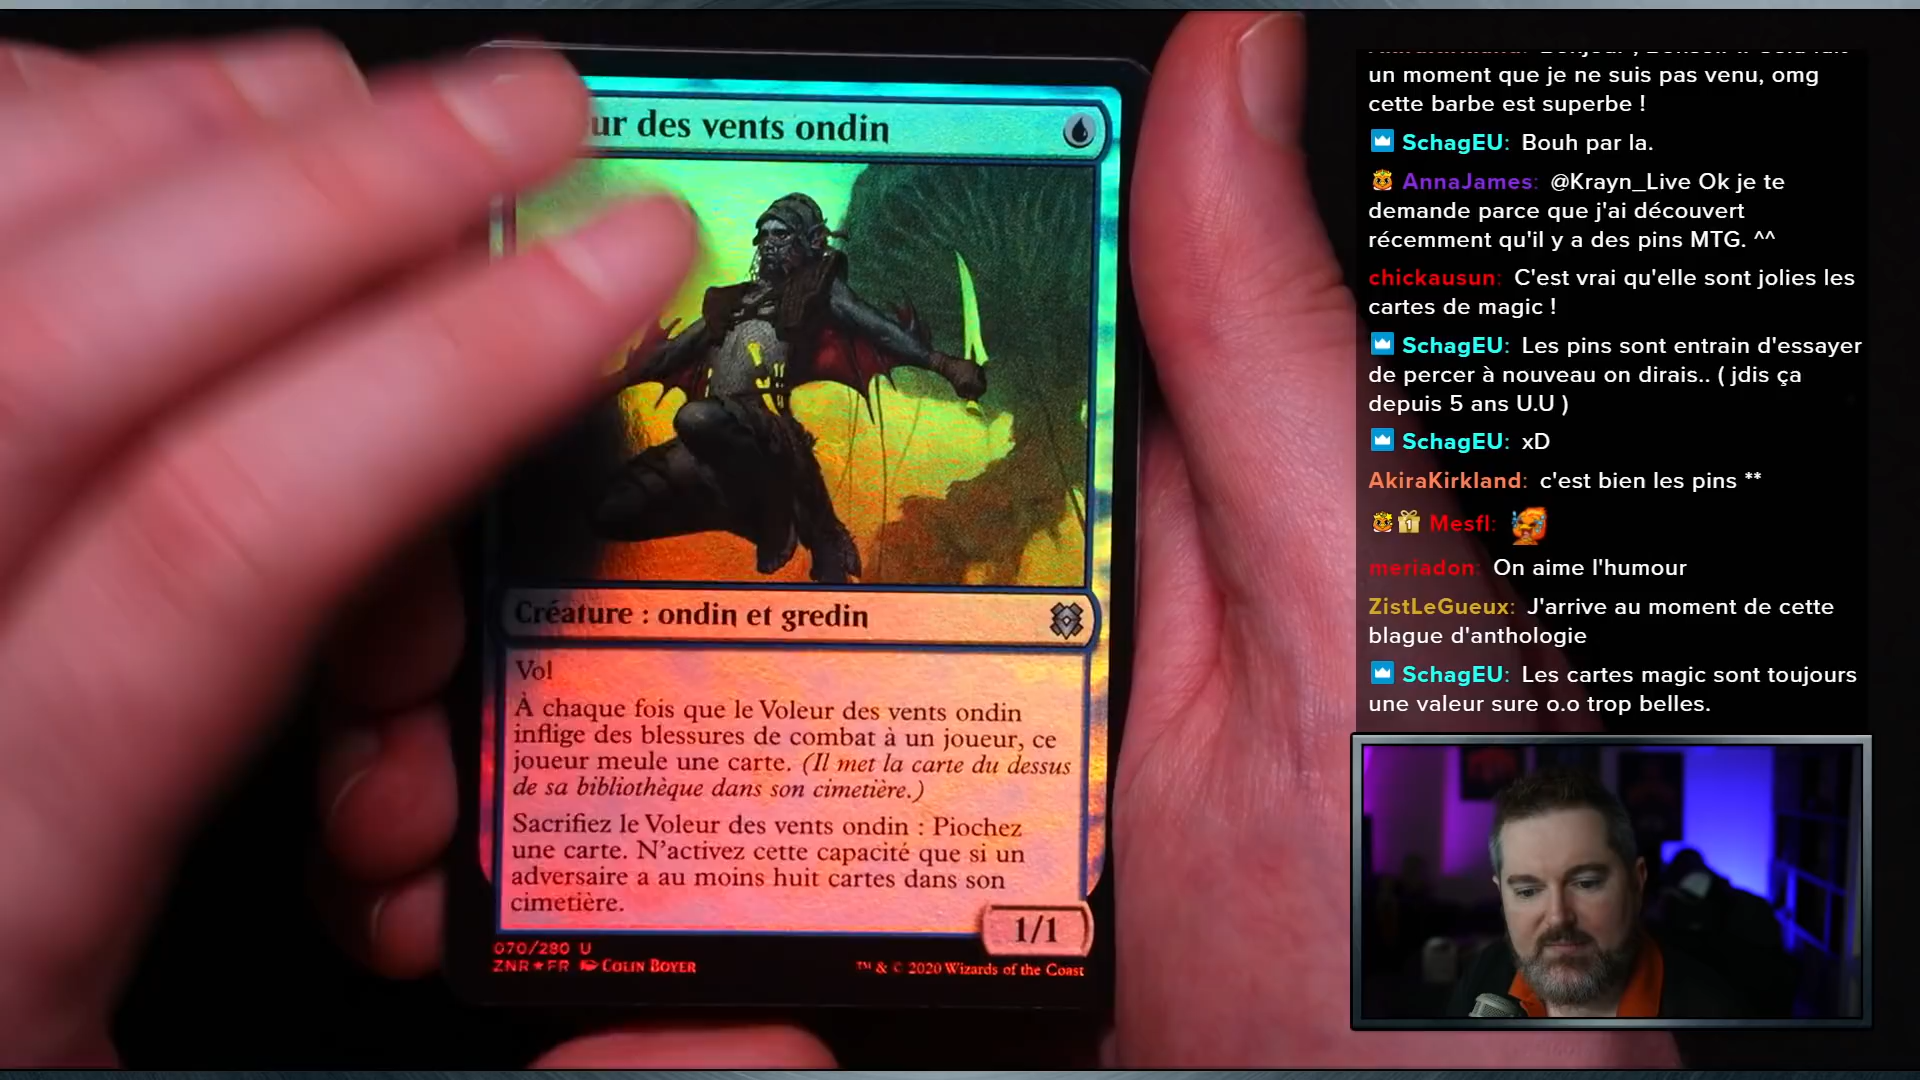 ur des vents ondin
Créature : ondin et gredin
Vol
À chaque fois que le Voleur des vents ondin
inflige des blessures de combat à un joueur, ce
joueur meule une carte. (Il met la carte du dessus
de sa bibliothèque dans son cimetière.)
Sacrifiez le Voleur des vents ondin : Piochez
une carte. N'activez cette capacité que si un
adversaire a au moins huit cartes dans son
cimetière.
1/1
070/280 U
ZNR★FR Colin Boyer
™ & © 2020 Wizards of the Coast
un moment que je ne suis pas venu, omg
cette barbe est superbe !
SchagEU: Bouh par la.
AnnaJames: @Krayn_Live Ok je te
demande parce que j'ai découvert
récemment qu'il y a des pins MTG. ^^
chickausun: C'est vrai qu'elle sont jolies les
cartes de magic !
SchagEU: Les pins sont entrain d'essayer
de percer à nouveau on dirais.. ( jdis ça
depuis 5 ans U.U )
SchagEU: xD
AkiraKirkland: c'est bien les pins **
1 Mesfl:
meriadon: On aime l'humour
ZistLeGueux: J'arrive au moment de cette
blague d'anthologie
SchagEU: Les cartes magic sont toujours
une valeur sure o.o trop belles.